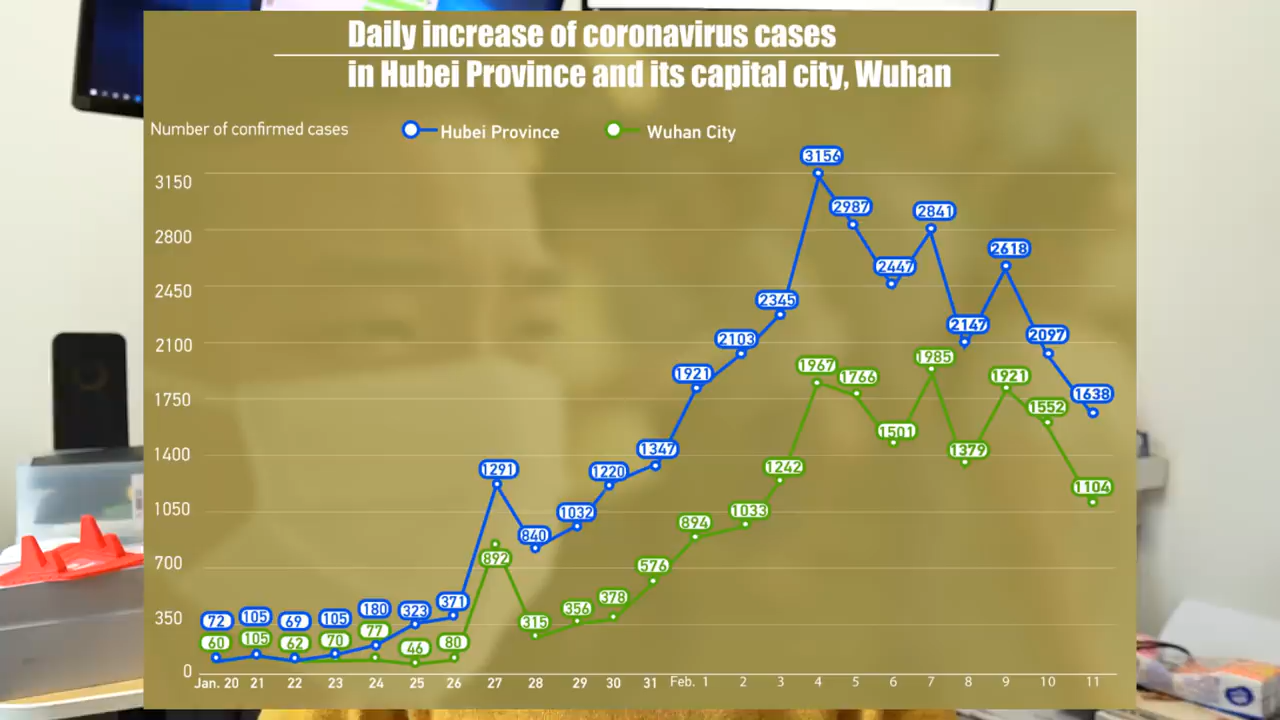 Daily increase of coronavirus cases
in Hubei Province and its capital city, Wuhan
Number of confirmed cases
Hubei Province
Wuhan City
3150
2800
2450
2100
1750
1400
1050
700
350
0
72 105 69 105 180 323 371 1291 840 1032 1220 1347 1921 2103 2345 3156 2987 2447 2841 2147 2618 2097 1638
60 105 62 70 77 46 80 892 315 356 378 576 894 1033 1242 1967 1766 1501 1985 1379 1921 1552 1104
Jan. 20 21 22 23 24 25 26 27 28 29 30 31 Feb. 1 2 3 4 5 6 7 8 9 10 11